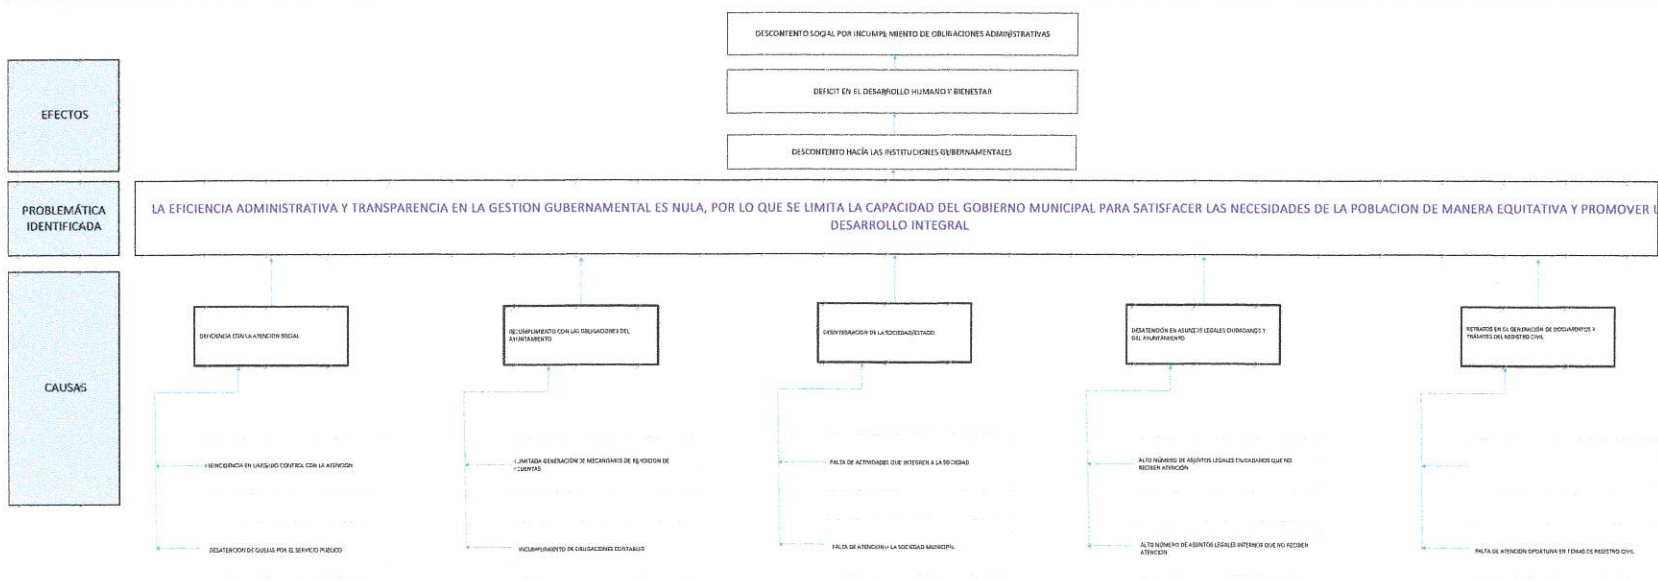 DESCONTENTO SOCIAL POR INCUMPLIMIENTO DE OBLIGACIONES ADMINISTRATIVAS
EFECTOS
DEFICIT EN EL DESARROLLO HUMANO Y BIENESTAR
DESCONTENTO HACÍA LAS INSTITUCIONES GUBERNAMENTALES
PROBLEMÁTICA
IDENTIFICADA
LA EFICIENCIA ADMINISTRATIVA Y TRANSPARENCIA EN LA GESTION GUBERNAMENTAL ES NULA, POR LO QUE SE LIMITA LA CAPACIDAD DEL GOBIERNO MUNICIPAL PARA SATISFACER LAS NECESIDADES DE LA POBLACION DE MANERA EQUITATIVA Y PROMOVER
DESARROLLO INTEGRAL
CAUSAS
DEFICIENCIA CON LA ATENCIÓN SOCIAL
INCUMPLIMIENTO CON LAS OBLIGACIONES DEL
AYUNTAMIENTO
DESINTEGRACION DE LA SOCIEDAD/ESTADO
DESATENCIÓN EN ASUNTOS LEGALES CIUDADANOS Y
DEL AYUNTAMIENTO
RETRASOS EN LA GENERACIÓN DE DOCUMENTOS Y
TRÁMITES DEL REGISTRO CIVIL
CONTROL CON LA ATENCION
LIMITADA GENERACIÓN DE MECANISMOS DE RENDICION DE
CUENTAS
FALTA DE ACTIVIDADES QUE INTEGREN A LA SOCIEDAD
ALTO NÚMERO DE ASUNTOS LEGALES CIUDADANOS QUE NO
RECIBEN ATENCIÓN
DESATENCIÓN DE QUEJAS POR EL SERVICIO PUBLICO
INCUMPLIMIENTO DE OBLIGACIONES CONTABLES
FALTA DE ATENCION A LA SOCIEDAD MUNICIPAL
ALTO NÚMERO DE ASUNTOS LEGALES INTERNOS QUE NO RECIBEN
ATENCIÓN
FALTA DE ATENCIÓN OPORTUNA EN TEMAS DE REGISTRO CIVIL